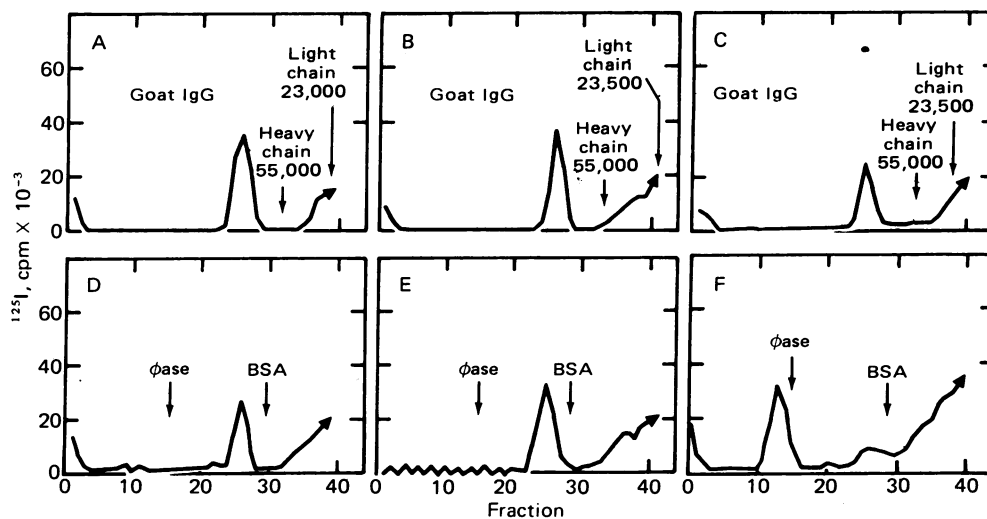 A
B
C
Light
chain
23,000
Goat IgG
Heavy
chain
55,000
Light
chain
23,500
Goat IgG
Heavy
chain
55,000
Light
chain
23,500
Goat IgG
Heavy
chain
55,000
60
40
20
0
¹²⁵I, cpm X 10⁻³
D
E
F
φase
BSA
φase
BSA
φase
BSA
60
40
20
0
0 10 20 30 40
0 10 20 30 40
0 10 20 30 40
Fraction